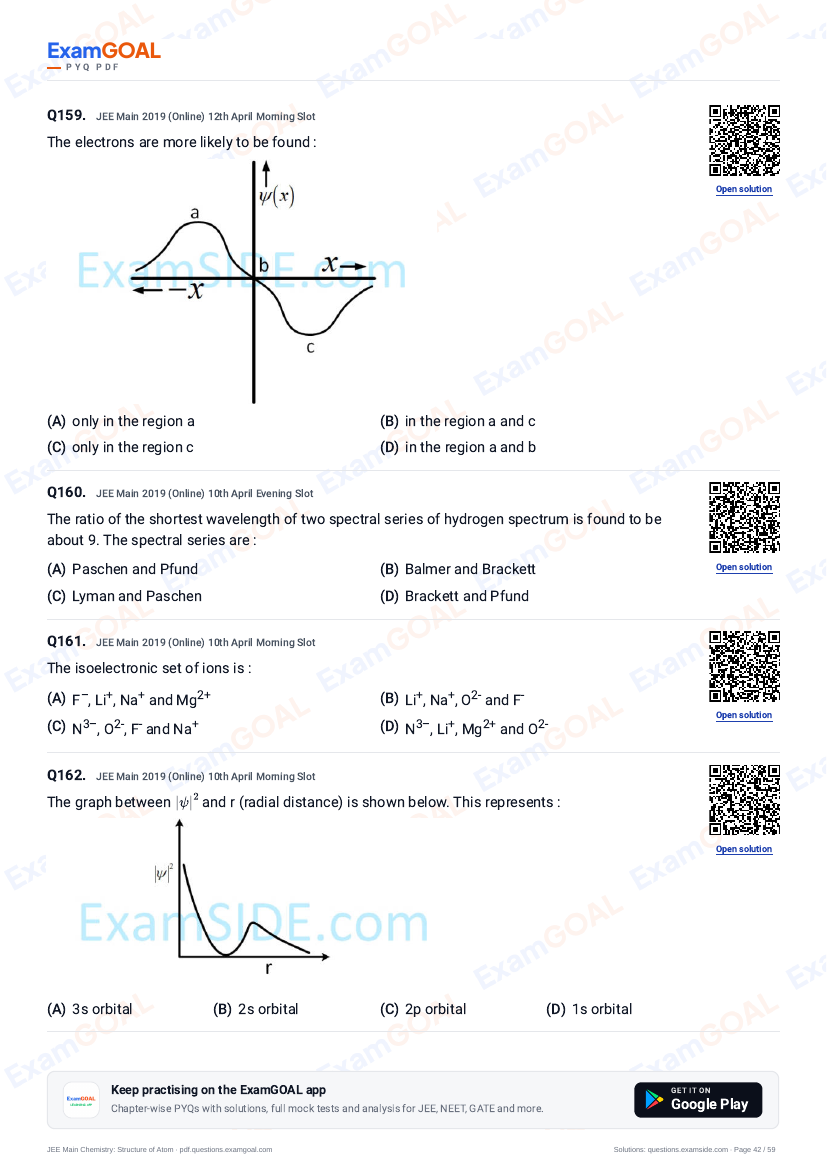 ExamGOAL
PYQ PDF
Q159. JEE Main 2019 (Online) 12th April Morning Slot
The electrons are more likely to be found :
Open solution
ψ(x)
a
b
x
−x
c
ExamSIDE.com
(A) only in the region a
(B) in the region a and c
(C) only in the region c
(D) in the region a and b
Q160. JEE Main 2019 (Online) 10th April Evening Slot
The ratio of the shortest wavelength of two spectral series of hydrogen spectrum is found to be
about 9. The spectral series are :
Open solution
(A) Paschen and Pfund
(B) Balmer and Brackett
(C) Lyman and Paschen
(D) Brackett and Pfund
Q161. JEE Main 2019 (Online) 10th April Morning Slot
The isoelectronic set of ions is :
Open solution
(A) F⁻, Li⁺, Na⁺ and Mg²⁺
(B) Li⁺, Na⁺, O²⁻ and F⁻
(C) N³⁻, O²⁻, F⁻ and Na⁺
(D) N³⁻, Li⁺, Mg²⁺ and O²⁻
Q162. JEE Main 2019 (Online) 10th April Morning Slot
The graph between |ψ|² and r (radial distance) is shown below. This represents :
Open solution
|ψ|²
ExamSIDE.com
r
(A) 3s orbital
(B) 2s orbital
(C) 2p orbital
(D) 1s orbital
ExamGOAL
Keep practising on the ExamGOAL app
Chapter-wise PYQs with solutions, full mock tests and analysis for JEE, NEET, GATE and more.
GET IT ON
Google Play
JEE Main Chemistry: Structure of Atom · pdf.questions.examgoal.com
Solutions: questions.examside.com · Page 42 / 59